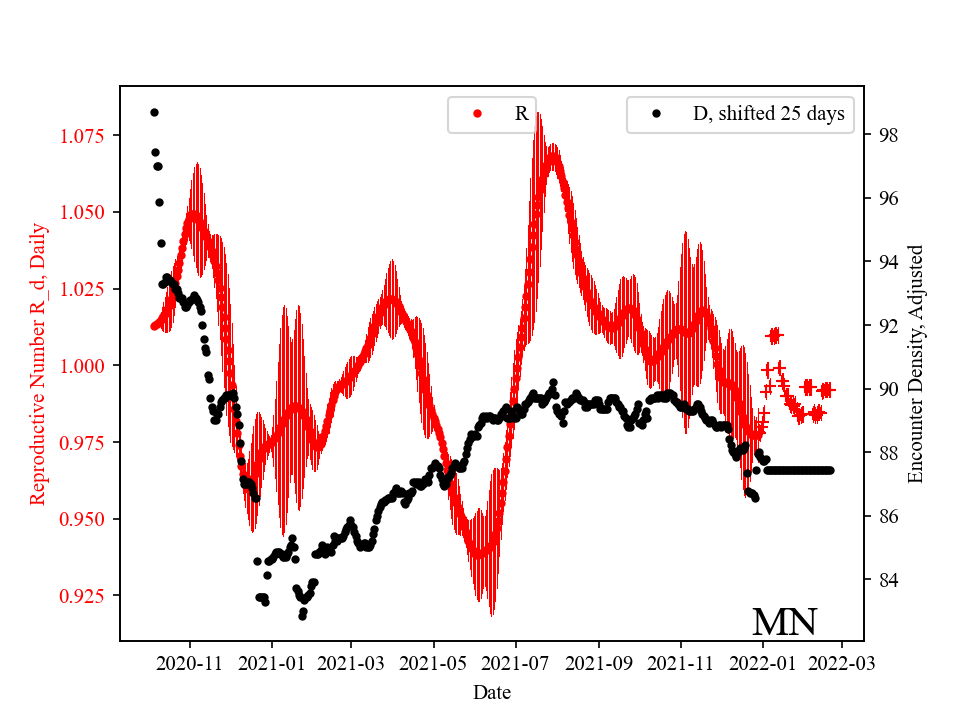 R
D, shifted 25 days
Reproductive Number R_d, Daily
1.075
1.050
1.025
1.000
0.975
0.950
0.925
98
96
94
92
90
88
86
84
Encounter Density, Adjusted
MN
2020-11 2021-01 2021-03 2021-05 2021-07 2021-09 2021-11 2022-01 2022-03
Date